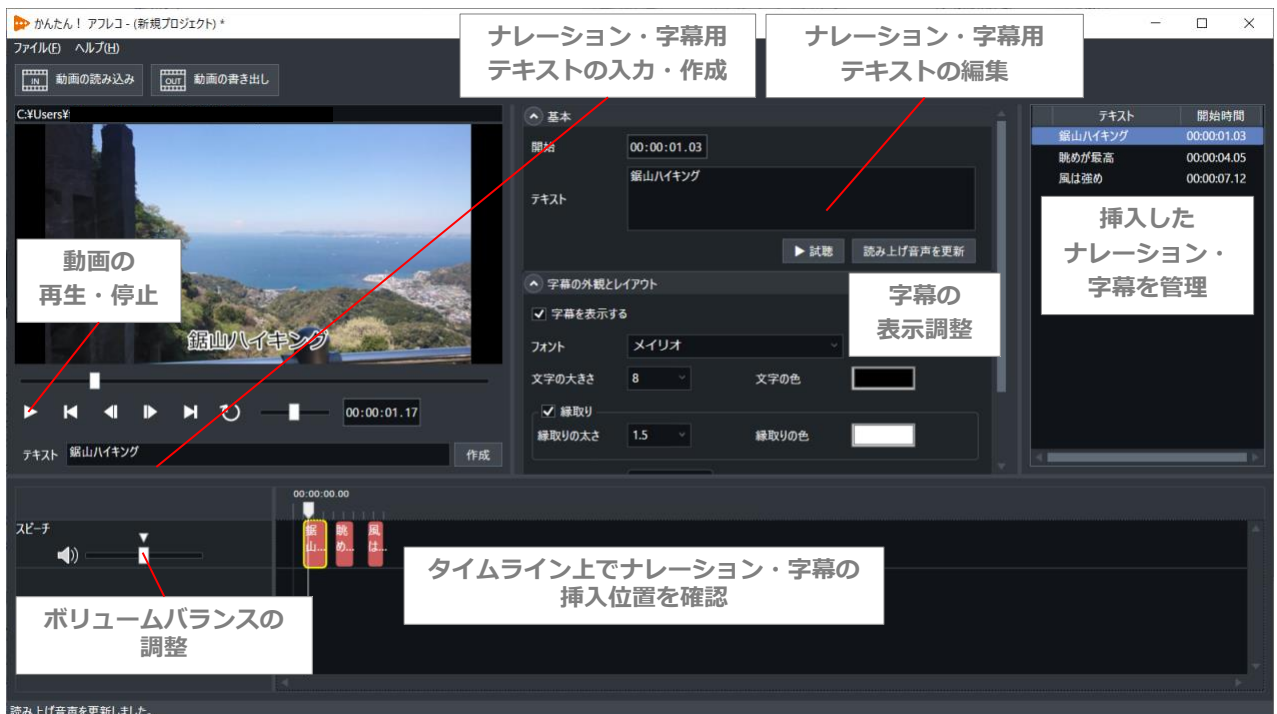 かんたん！ アフレコ - (新規プロジェクト) *
ファイル(F) ヘルプ(H)
IN 動画の読み込み OUT 動画の書き出し
ナレーション・字幕用
テキストの入力・作成
ナレーション・字幕用
テキストの編集
C:¥Users¥
動画の
再生・停止
鋸山ハイキング
00:00:01.17
テキスト 鋸山ハイキング 作成
基本
開始 00:00:01.03
テキスト 鋸山ハイキング
▶ 試聴 読み上げ音声を更新
字幕の外観とレイアウト
字幕を表示する
フォント メイリオ
文字の大きさ 8 文字の色
縁取り
縁取りの太さ 1.5 縁取りの色
字幕の
表示調整
テキスト 開始時間
鋸山ハイキング 00:00:01.03
眺めが最高 00:00:04.05
風は強め 00:00:07.12
挿入した
ナレーション・
字幕を管理
00:00:00.00
スピーチ
鋸
山...
眺
め...
風
は...
タイムライン上でナレーション・字幕の
挿入位置を確認
ボリュームバランスの
調整
読み上げ音声を更新しました。